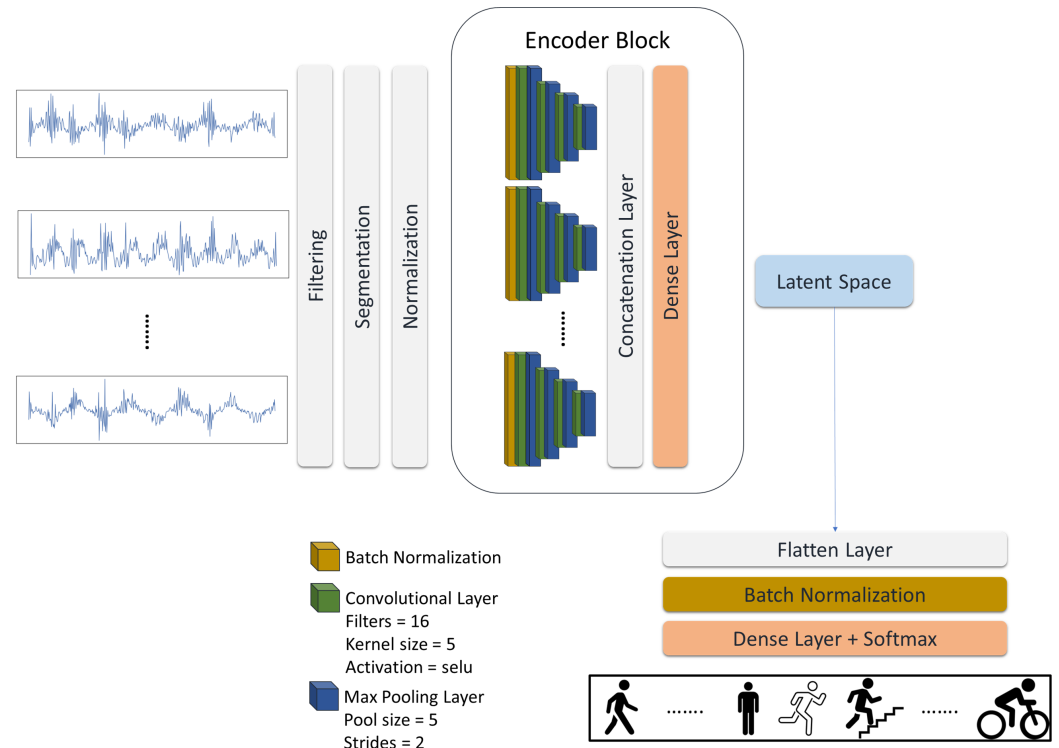 Encoder Block
Filtering
Segmentation
Normalization
Concatenation Layer
Dense Layer
Latent Space
Flatten Layer
Batch Normalization
Dense Layer + Softmax
Batch Normalization
Convolutional Layer
Filters = 16
Kernel size = 5
Activation = selu
Max Pooling Layer
Pool size = 5
Strides = 2